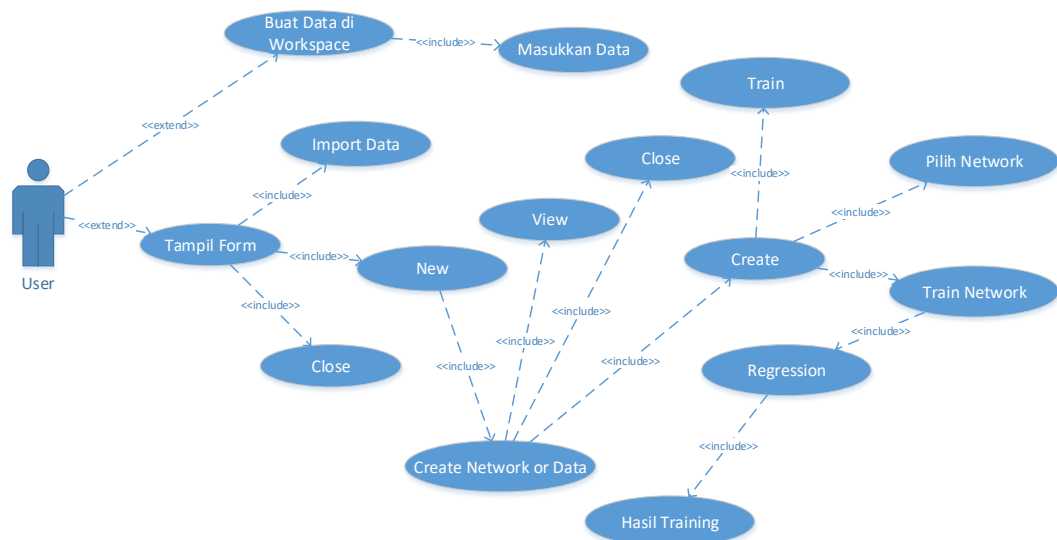 Buat Data di
Workspace
<<include>>
Masukkan Data
Train
<<extend>>
Import Data
Close
Pilih Network
<<include>>
<<include>>
<<include>>
View
User
<<extend>>
Tampil Form
<<include>>
New
Create
<<include>>
Train Network
<<include>>
<<include>>
<<include>>
<<include>>
<<include>>
<<include>>
Close
<<include>>
Regression
<<include>>
Create Network or Data
Hasil Training